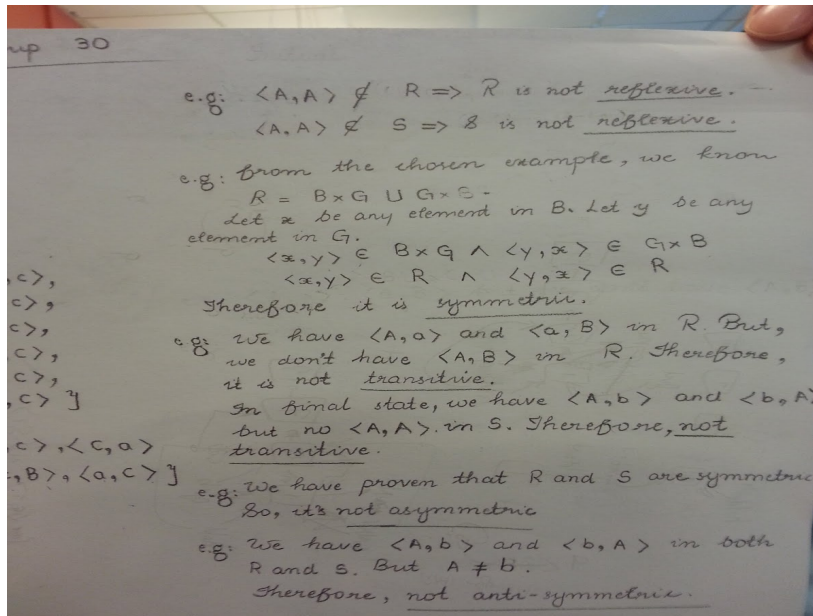 up 30
e.g: <A,A> ∉ R => R is not reflexive.
<A,A> ∉ S => S is not reflexive.
e.g: from the chosen example, we know
R = B×G ∪ G×B
Let x be any element in B. Let y be any
element in G.
<x,y> ∈ B×G ∧ <y,x> ∈ G×B
<x,y> ∈ R ∧ <y,x> ∈ R
Therefore it is symmetric.
e.g: We have <A,a> and <a,B> in R. But,
we don't have <A,B> in R. Therefore,
it is not transitive.
In final state, we have <A,b> and <b,A>
but no <A,A> in S. Therefore, not
transitive.
e.g: We have proven that R and S are symmetric
So, it's not asymmetric
e.g: We have <A,b> and <b,A> in both
R and S. But A ≠ b.
Therefore, not anti-symmetric.
c>,
c>,
c>,
c>,
c>,
, c> }
c>, <c,a>
, B>, <a,c> }